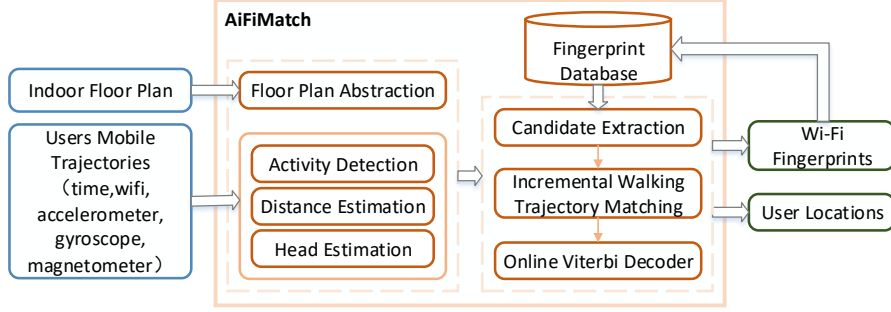 AiFiMatch
Fingerprint
Database
Indoor Floor Plan
Floor Plan Abstraction
Users Mobile
Trajectories
（time,wifi,
accelerometer,
gyroscope,
magnetometer）
Activity Detection
Distance Estimation
Head Estimation
Candidate Extraction
Incremental Walking
Trajectory Matching
Online Viterbi Decoder
Wi-Fi
Fingerprints
User Locations